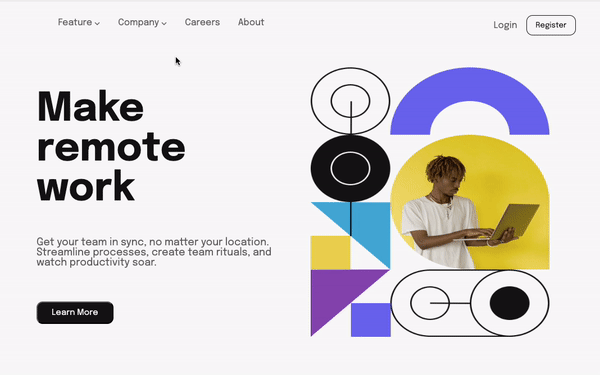 Feature Company Careers About Login Register
Make
remote
work
Get your team in sync, no matter your location.
Streamline processes, create team rituals, and
watch productivity soar.
Learn More